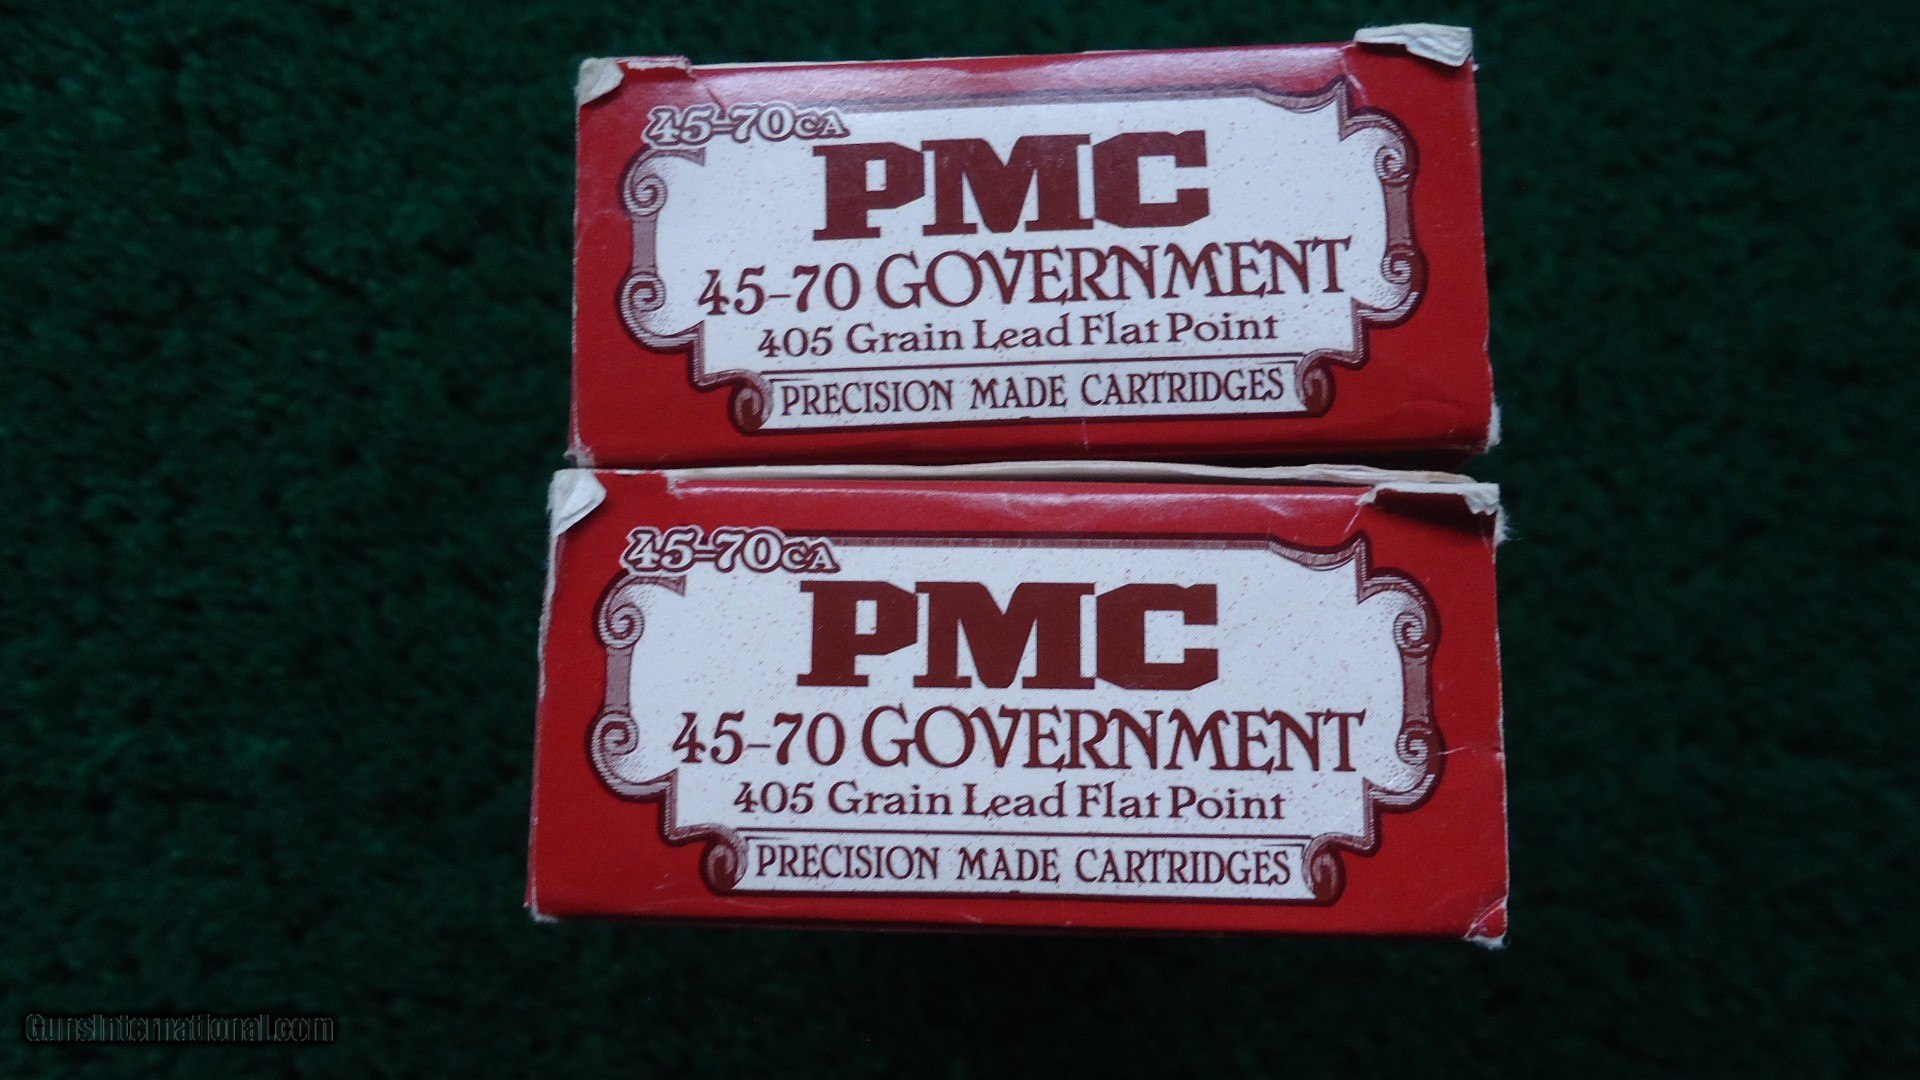 45-70CA
PMC
45-70 GOVERNMENT
405 Grain Lead Flat Point
PRECISION MADE CARTRIDGES
45-70CA
PMC
45-70 GOVERNMENT
405 Grain Lead Flat Point
PRECISION MADE CARTRIDGES
GunsInternational.com